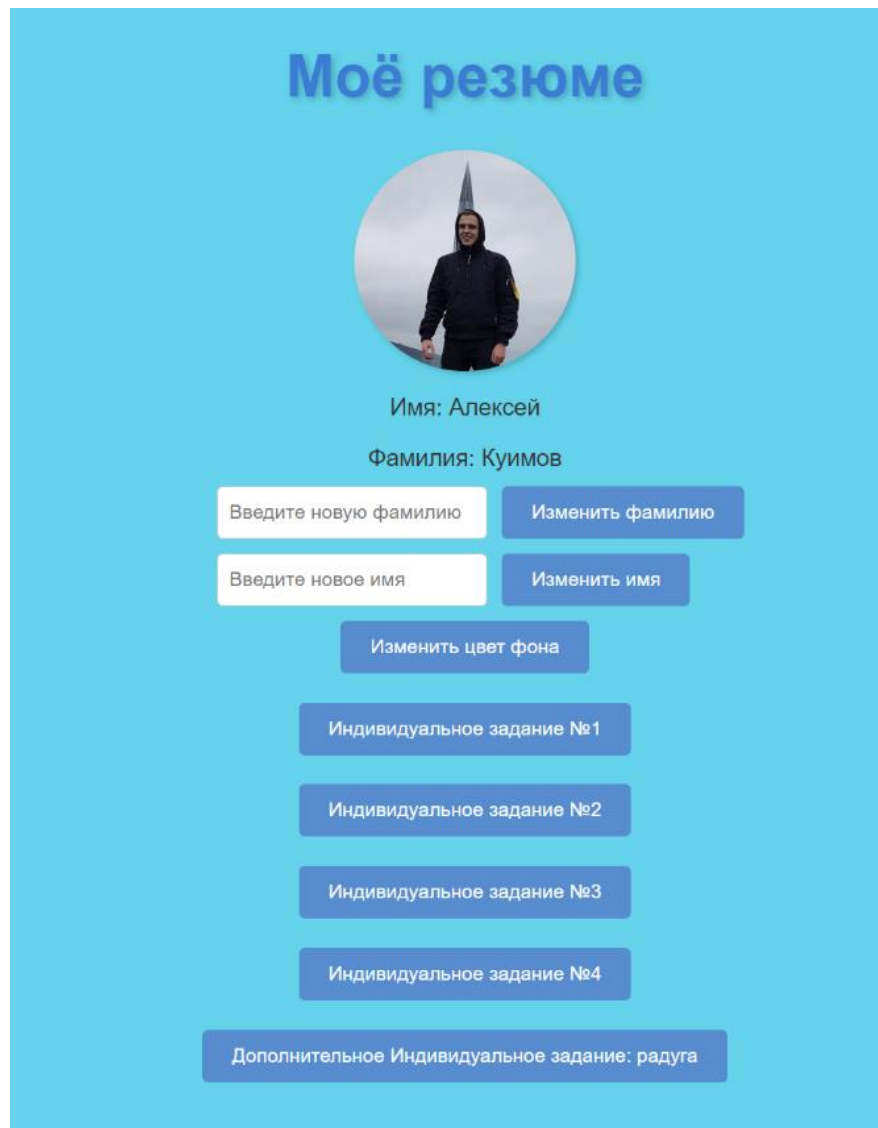 Моё резюме
Имя: Алексей
Фамилия: Куимов
Введите новую фамилию Изменить фамилию
Введите новое имя Изменить имя
Изменить цвет фона
Индивидуальное задание №1
Индивидуальное задание №2
Индивидуальное задание №3
Индивидуальное задание №4
Дополнительное Индивидуальное задание: радуга